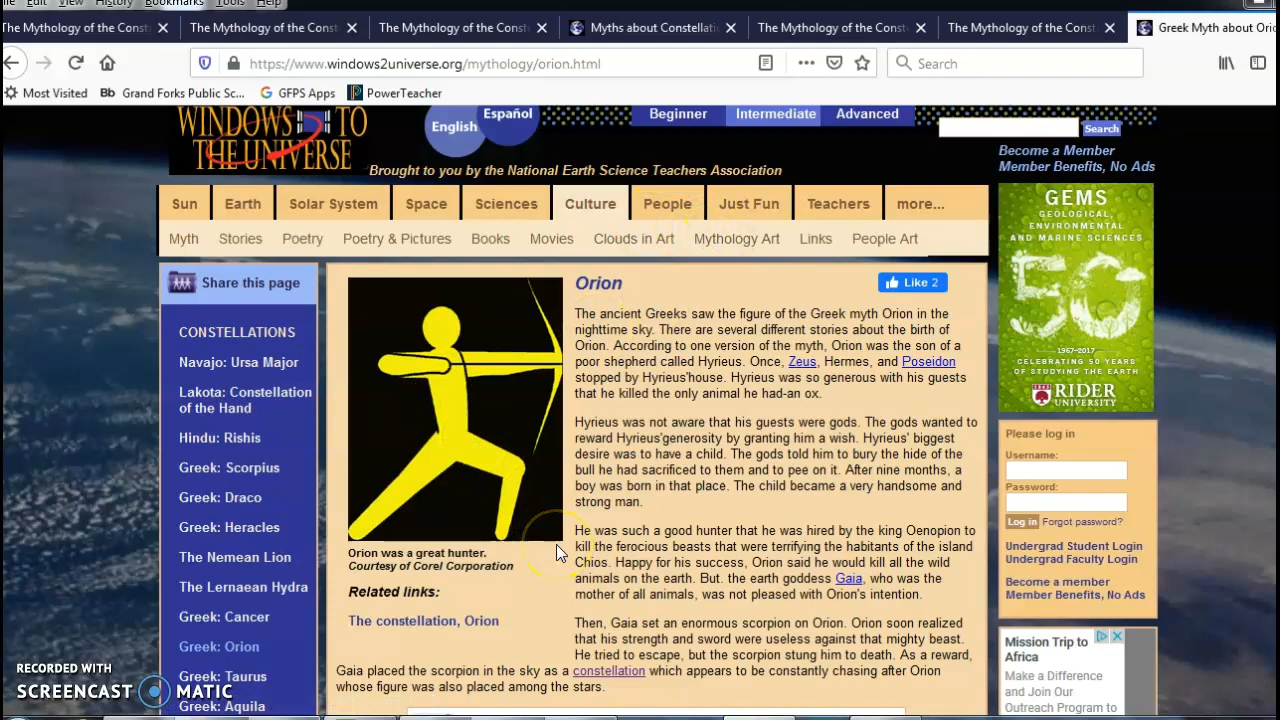 File Edit View History Bookmarks Tools Help
The Mythology of the Const
The Mythology of the Const
The Mythology of the Const
Myths about Constellati
The Mythology of the Const
The Mythology of the Const
Greek Myth about Ori
https://www.windows2universe.org/mythology/orion.html
Search
Most Visited
Bb Grand Forks Public Sc...
GFPS Apps
PowerTeacher
WINDOWS TO
THE UNIVERSE
English
Español
Beginner
Intermediate
Advanced
Search
Brought to you by the National Earth Science Teachers Association
Become a Member
Member Benefits, No Ads
Sun Earth Solar System Space Sciences Culture People Just Fun Teachers more...
Myth Stories Poetry Poetry & Pictures Books Movies Clouds in Art Mythology Art Links People Art
Share this page
CONSTELLATIONS
Navajo: Ursa Major
Lakota: Constellation
of the Hand
Hindu: Rishis
Greek: Scorpius
Greek: Draco
Greek: Heracles
The Nemean Lion
The Lernaean Hydra
Greek: Cancer
Greek: Orion
Greek: Taurus
Greek: Aquila
Orion was a great hunter.
Courtesy of Corel Corporation
Related links:
The constellation, Orion
Orion
Like 2
The ancient Greeks saw the figure of the Greek myth Orion in the
nighttime sky. There are several different stories about the birth of
Orion. According to one version of the myth, Orion was the son of a
poor shepherd called Hyrieus. Once, Zeus, Hermes, and Poseidon
stopped by Hyrieus'house. Hyrieus was so generous with his guests
that he killed the only animal he had-an ox.
Hyrieus was not aware that his guests were gods. The gods wanted to
reward Hyrieus'generosity by granting him a wish. Hyrieus' biggest
desire was to have a child. The gods told him to bury the hide of the
bull he had sacrificed to them and to pee on it. After nine months, a
boy was born in that place. The child became a very handsome and
strong man.
He was such a good hunter that he was hired by the king Oenopion to
kill the ferocious beasts that were terrifying the habitants of the island
Chios. Happy for his success, Orion said he would kill all the wild
animals on the earth. But. the earth goddess Gaia, who was the
mother of all animals, was not pleased with Orion's intention.
Then, Gaia set an enormous scorpion on Orion. Orion soon realized
that his strength and sword were useless against that mighty beast.
He tried to escape, but the scorpion stung him to death. As a reward,
Gaia placed the scorpion in the sky as a constellation which appears to be constantly chasing after Orion
whose figure was also placed among the stars.
GEMS
GEOLOGICAL,
ENVIRONMENTAL
AND MARINE SCIENCES
50
1967-2017
CELEBRATING 50 YEARS
OF STUDYING THE EARTH
RIDER
UNIVERSITY
Please log in
Username:
Password:
Log in Forgot password?
Undergrad Student Login
Undergrad Faculty Login
Become a member
Member Benefits, No Ads
Mission Trip to
Africa
Make a Difference
and Join Our
Outreach Program to
RECORDED WITH
SCREENCAST MATIC